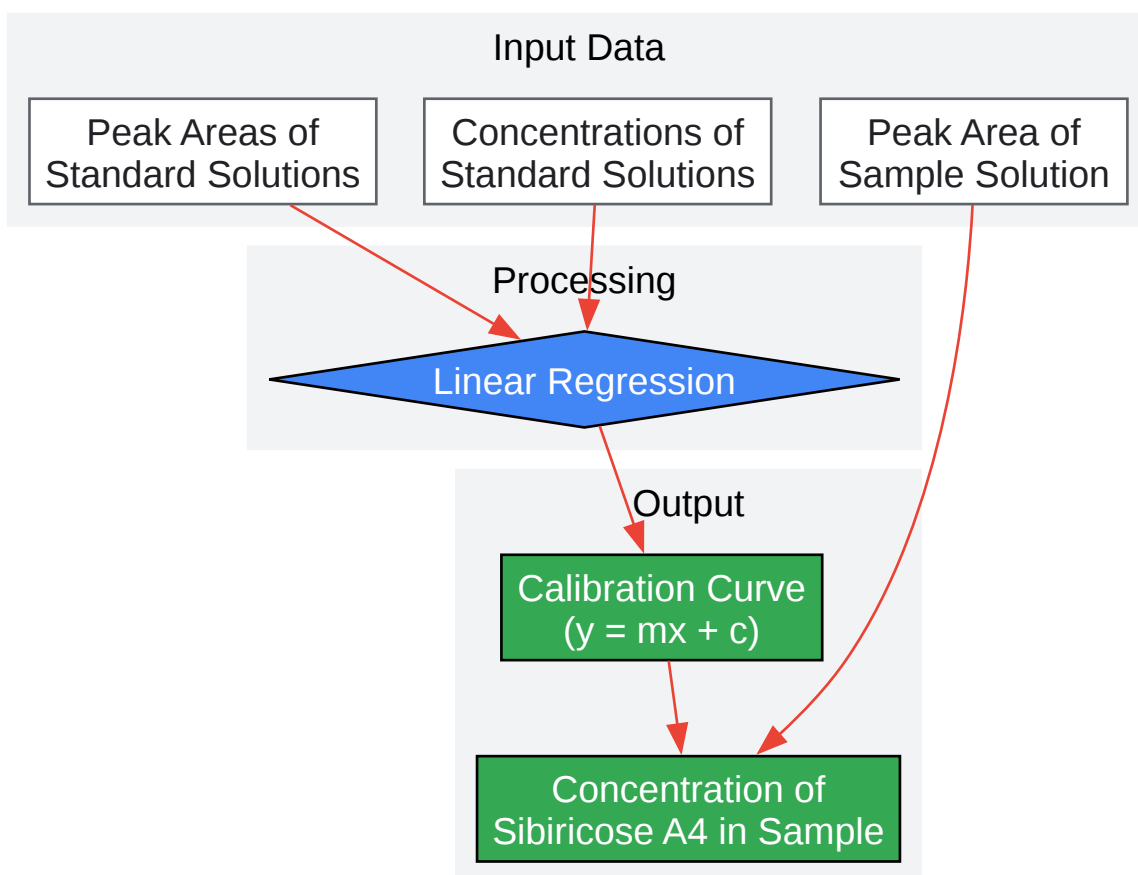 Input Data
Peak Areas of
Standard Solutions
Concentrations of
Standard Solutions
Peak Area of
Sample Solution
Processing
Linear Regression
Output
Calibration Curve
(y = mx + c)
Concentration of
Sibiricose A4 in Sample